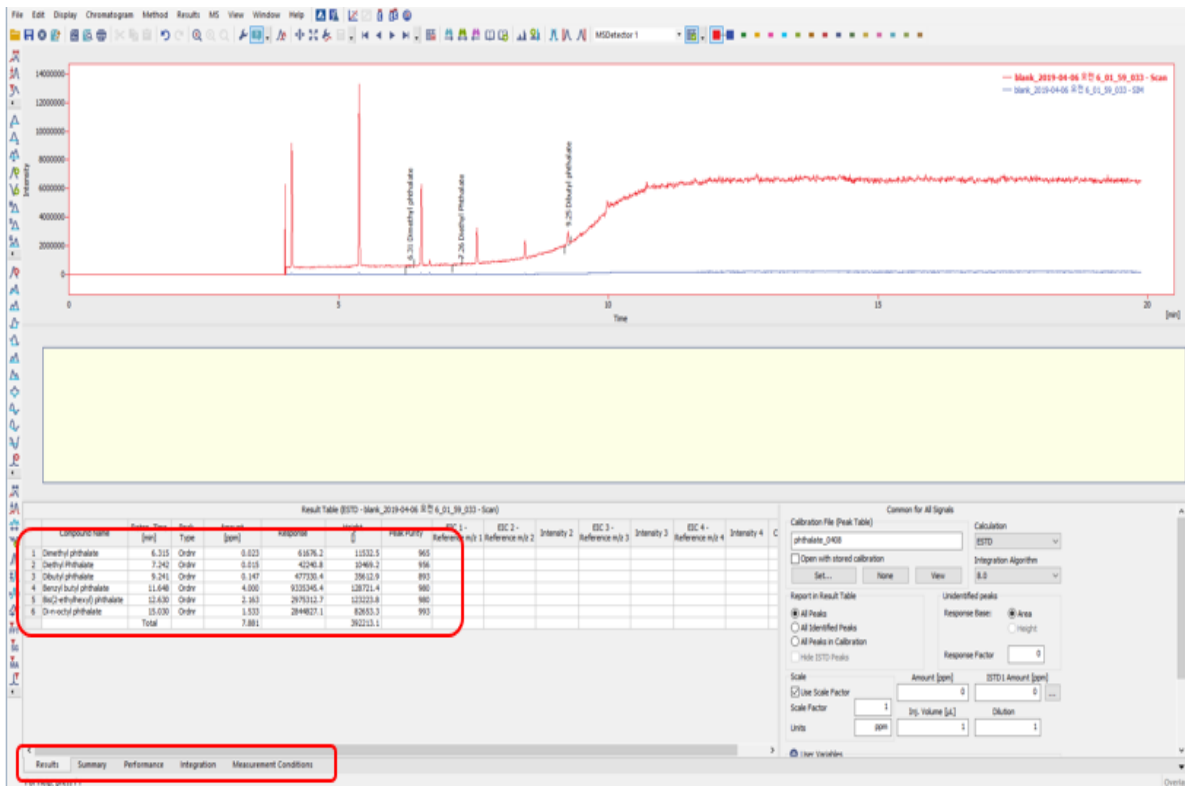 File Edit Display Chromatogram Method Results MS View Window Help
MSDetector 1
blank_2019-04-06 오전 6_01_59_033 - Scan
blank_2019-04-06 오전 6_01_59_033 - SIM
14000000
12000000
10000000
8000000
6000000
4000000
2000000
0
Intensity
6.31 Dimethyl phthalate
7.26 Diethyl Phthalate
9.25 Dibutyl phthalate
0 5 10 15 20
Time [min]
Result Table (ESTD - blank_2019-04-06 오전 6_01_59_033 - Scan)
Compound Name [min] Peak Type Amount [ppm] Response Height Peak Purity EIC 1 - Reference m/z 1 EIC 2 - Reference m/z 2 Intensity 2 EIC 3 - Reference m/z 3 Intensity 3 EIC 4 - Reference m/z 4 Intensity 4 C
1 Dimethyl phthalate 6.315 Ordnr 0.023 61676.2 11532.5 965
2 Diethyl Phthalate 7.242 Ordnr 0.015 42240.8 10469.2 956
3 Dibutyl phthalate 9.241 Ordnr 0.147 477330.4 35612.9 893
4 Benzyl butyl phthalate 11.648 Ordnr 4.000 9335345.4 128721.4 980
5 Bis(2-ethylhexyl) phthalate 12.630 Ordnr 2.163 2975312.7 123223.8 980
6 Di-n-octyl phthalate 15.030 Ordnr 1.533 2844827.1 82653.3 993
Total 7.881 392213.1
Common for All Signals
Calibration File (Peak Table)
phthalate_0408
Open with stored calibration
Set... None View
Calculation
ESTD
Integration Algorithm
8.0
Report in Result Table
All Peaks
All Identified Peaks
All Peaks in Calibration
Hide ISTD Peaks
Unidentified peaks
Response Base: Area
Height
Response Factor 0
Scale
Use Scale Factor
Scale Factor 1
Units ppm
Amount [ppm] ISTD1 Amount [ppm]
0 0 ...
Inj. Volume [µL] Dilution
1 1
User Variables
Results Summary Performance Integration Measurement Conditions
Overla